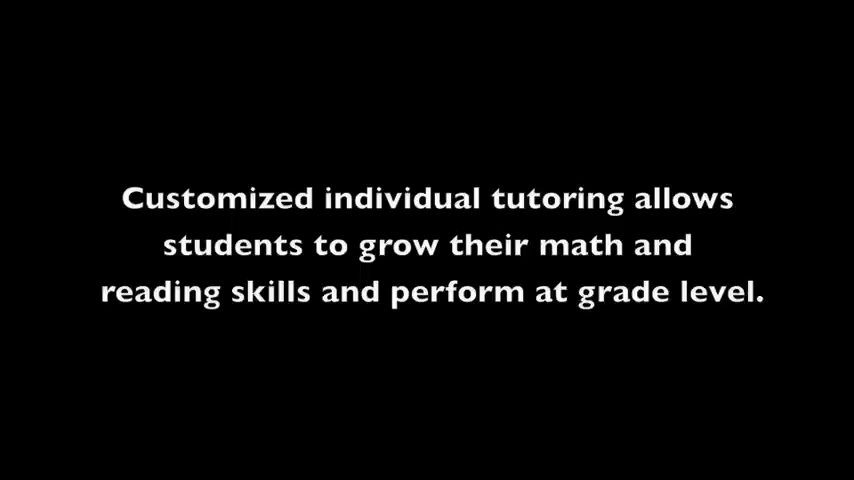 Customized individual tutoring allows
students to grow their math and
reading skills and perform at grade level.